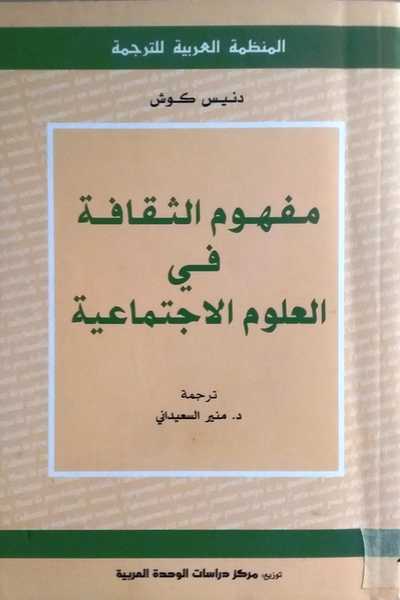 المنظمة العربية للترجمة
دنيس كوش
مفهوم الثقافة
في
العلوم الاجتماعية
ترجمة
د. منير السعيداني
توزيع: مركز دراسات الوحدة العربية